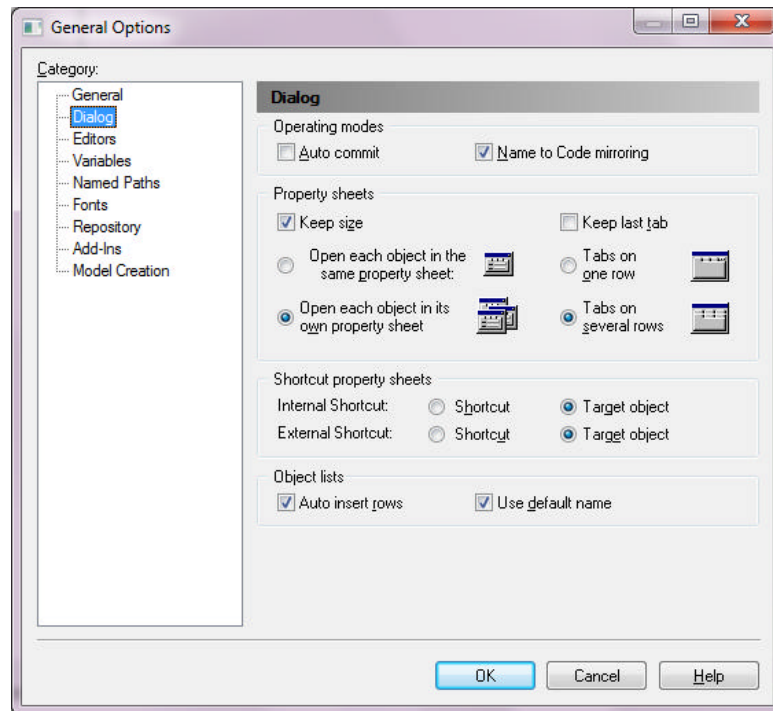 General Options
Category:
General
Dialog
Editors
Variables
Named Paths
Fonts
Repository
Add-Ins
Model Creation
Dialog
Operating modes
Auto commit
Name to Code mirroring
Property sheets
Keep size
Keep last tab
Open each object in the
same property sheet:
Tabs on
one row
Open each object in its
own property sheet
Tabs on
several rows
Shortcut property sheets
Internal Shortcut:
Shortcut
Target object
External Shortcut:
Shortcut
Target object
Object lists
Auto insert rows
Use default name
OK
Cancel
Help